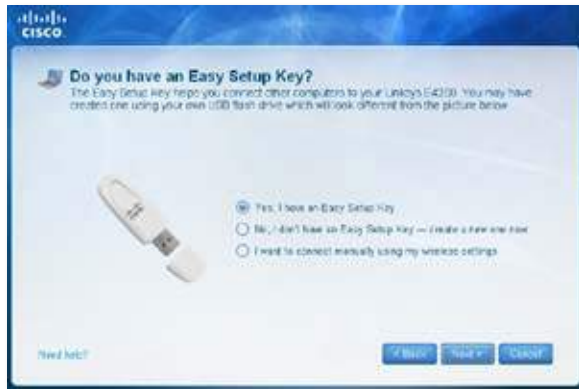 CISCO
Do you have an Easy Setup Key?
The Easy Setup Key helps you connect other computers to your Linksys E4200. You may have
created one using your own USB flash drive which will look different from the picture below.
Yes, I have an Easy Setup Key
No, I don't have an Easy Setup Key — create a new one now
I want to connect manually using my wireless settings
Need help?
Back
Next
Cancel